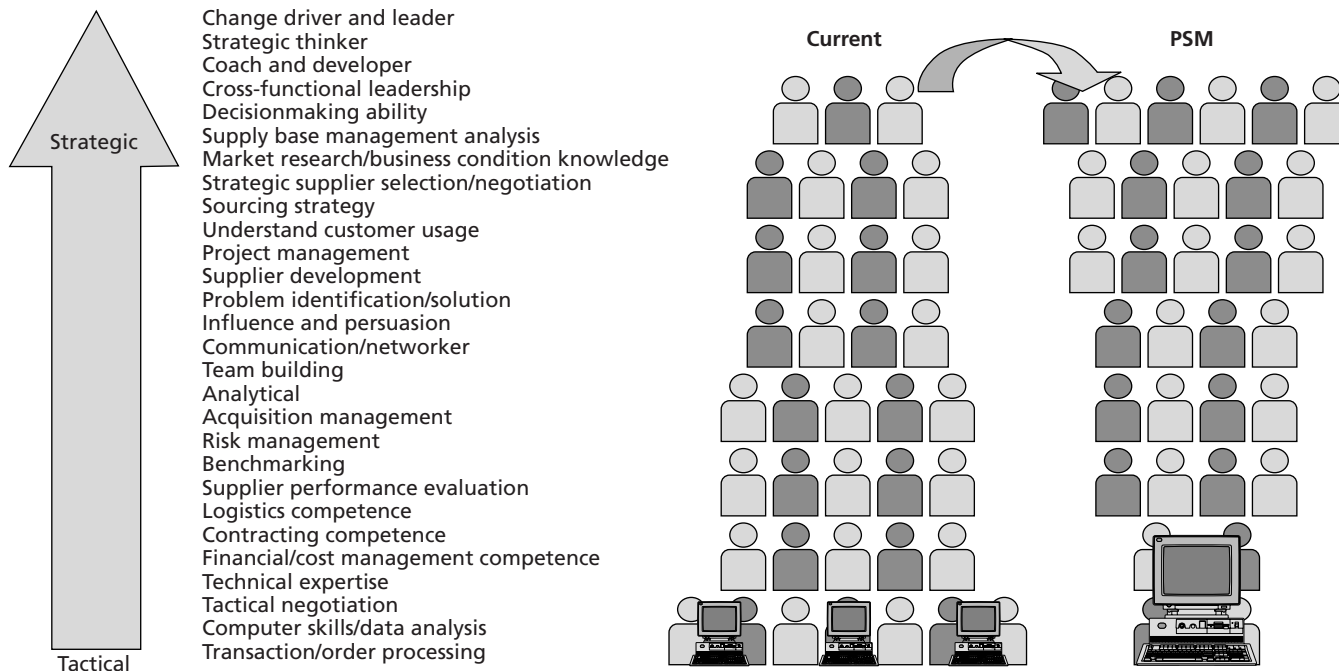 Change driver and leader
Strategic thinker
Coach and developer
Cross-functional leadership
Decisionmaking ability
Supply base management analysis
Market research/business condition knowledge
Strategic supplier selection/negotiation
Sourcing strategy
Understand customer usage
Project management
Supplier development
Problem identification/solution
Influence and persuasion
Communication/networker
Team building
Analytical
Acquisition management
Risk management
Benchmarking
Supplier performance evaluation
Logistics competence
Contracting competence
Financial/cost management competence
Technical expertise
Tactical negotiation
Computer skills/data analysis
Transaction/order processing
Strategic
Tactical
Current
PSM